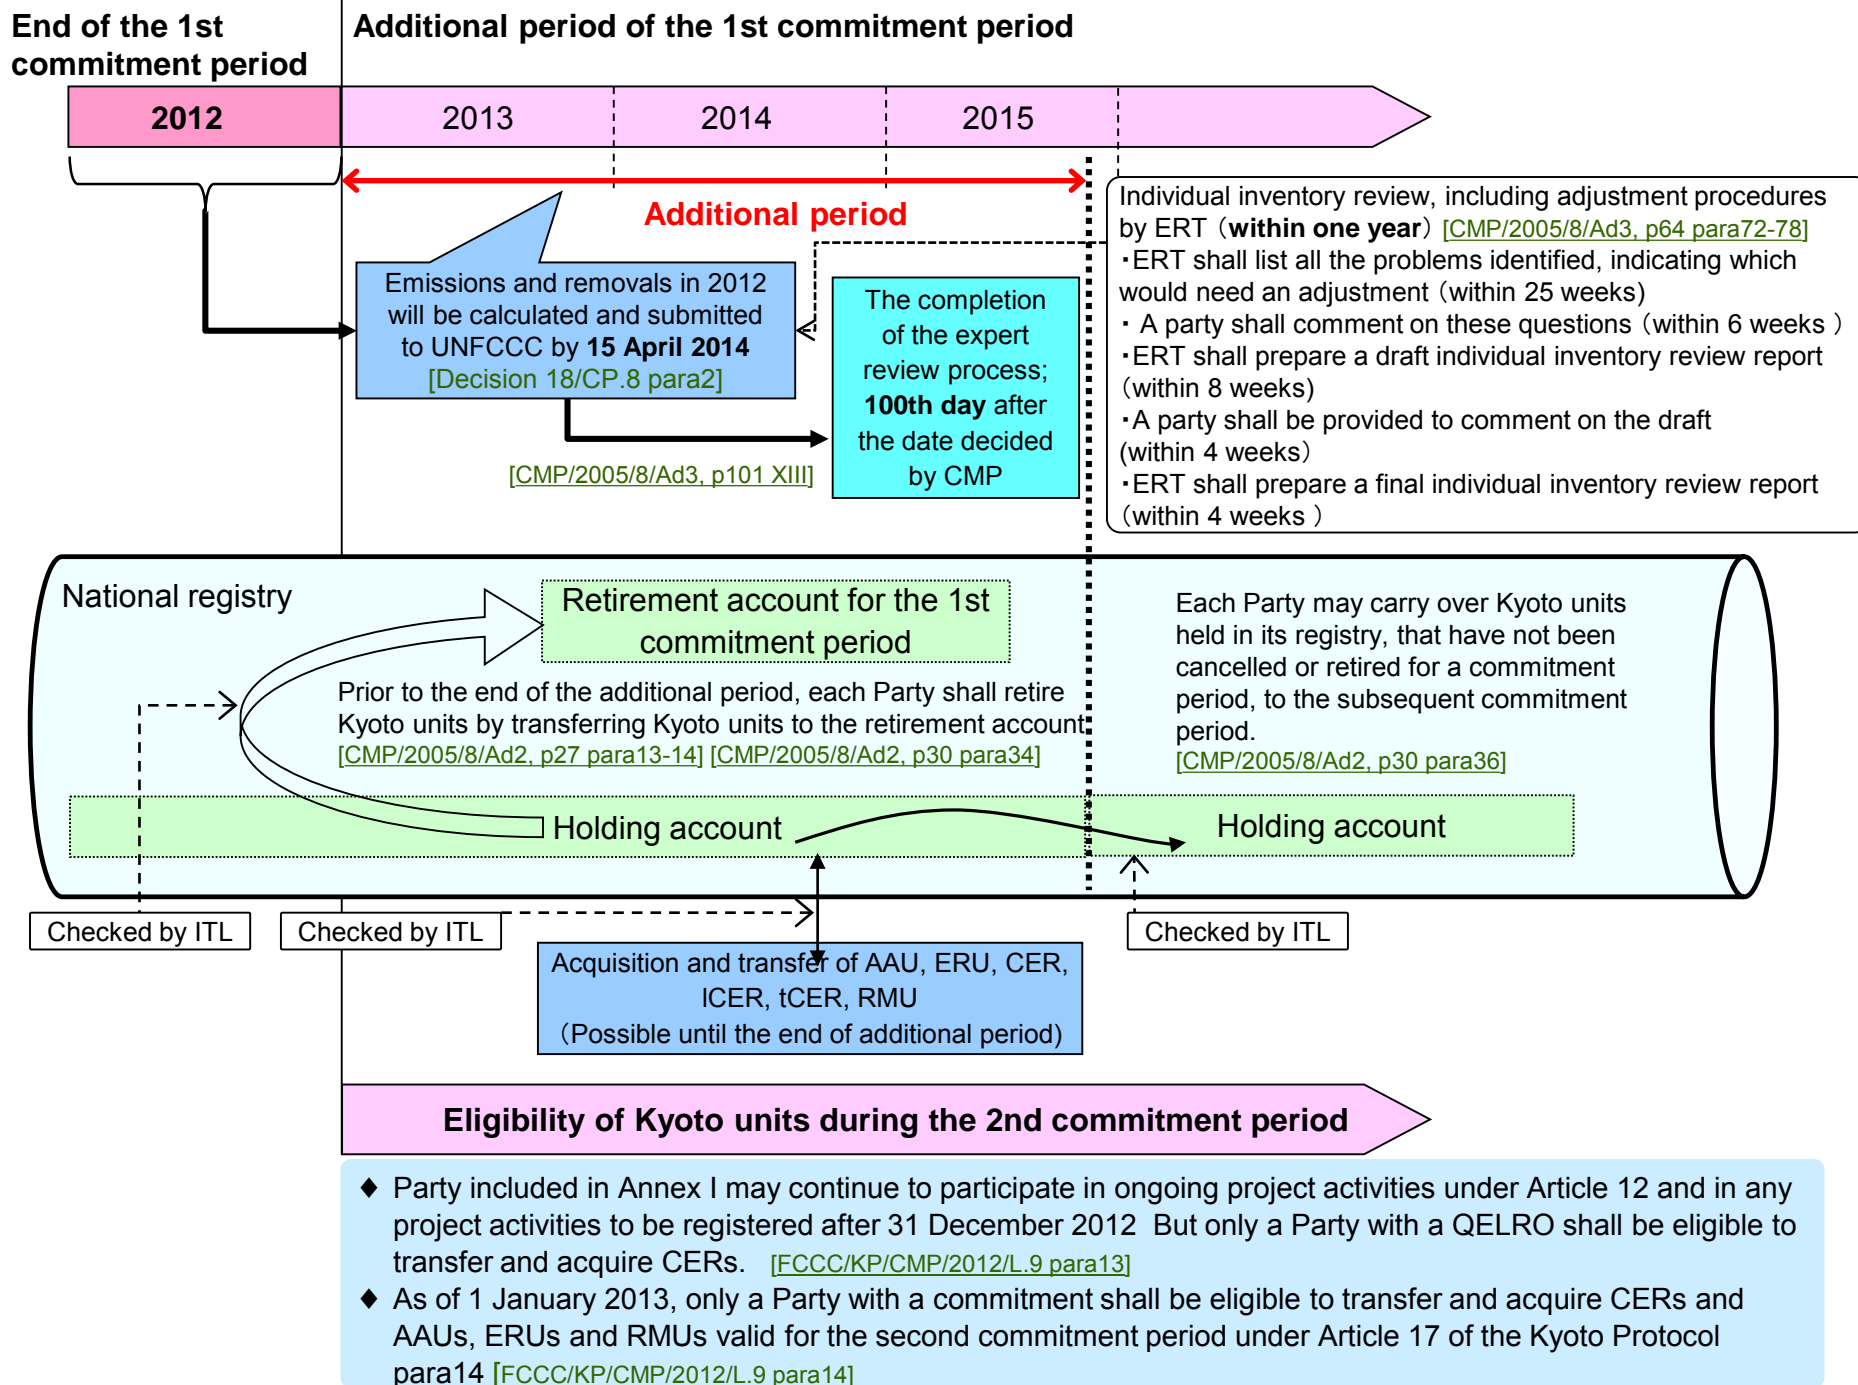 End of the 1st
commitment period
Additional period of the 1st commitment period
2012
2013
2014
2015
Additional period
Emissions and removals in 2012
will be calculated and submitted
to UNFCCC by 15 April 2014
[Decision 18/CP.8 para2]
[CMP/2005/8/Ad3, p101 XIII]
The completion
of the expert
review process;
100th day after
the date decided
by CMP
Individual inventory review, including adjustment procedures
by ERT（within one year）[CMP/2005/8/Ad3, p64 para72-78]
・ERT shall list all the problems identified, indicating which
would need an adjustment（within 25 weeks)
・ A party shall comment on these questions（within 6 weeks ）
・ERT shall prepare a draft individual inventory review report
（within 8 weeks)
・A party shall be provided to comment on the draft
(within 4 weeks）
・ERT shall prepare a final individual inventory review report
（within 4 weeks ）
National registry
Retirement account for the 1st
commitment period
Prior to the end of the additional period, each Party shall retire
Kyoto units by transferring Kyoto units to the retirement account
[CMP/2005/8/Ad2, p27 para13-14] [CMP/2005/8/Ad2, p30 para34]
Each Party may carry over Kyoto units
held in its registry, that have not been
cancelled or retired for a commitment
period, to the subsequent commitment
period.
[CMP/2005/8/Ad2, p30 para36]
Holding account
Holding account
Checked by ITL
Checked by ITL
Checked by ITL
Acquisition and transfer of AAU, ERU, CER,
lCER, tCER, RMU
（Possible until the end of additional period)
Eligibility of Kyoto units during the 2nd commitment period
♦ Party included in Annex I may continue to participate in ongoing project activities under Article 12 and in any
project activities to be registered after 31 December 2012 But only a Party with a QELRO shall be eligible to
transfer and acquire CERs. [FCCC/KP/CMP/2012/L.9 para13]
♦ As of 1 January 2013, only a Party with a commitment shall be eligible to transfer and acquire CERs and
AAUs, ERUs and RMUs valid for the second commitment period under Article 17 of the Kyoto Protocol
para14 [FCCC/KP/CMP/2012/L.9 para14]